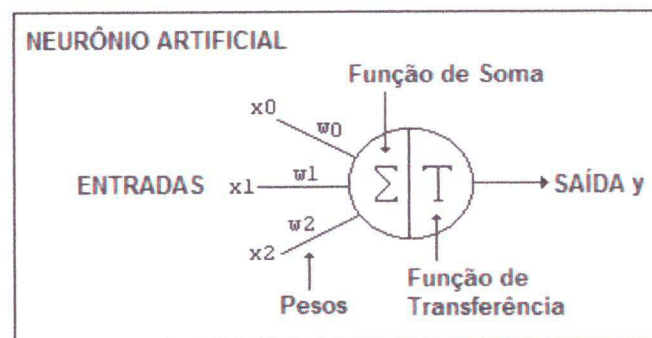 NEURÔNIO ARTIFICIAL
Função de Soma
x0
w0
ENTRADAS x1 w1 Σ T SAÍDA y
w2
x2
Pesos
Função de
Transferência